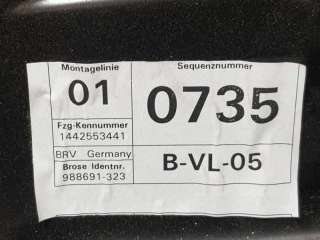 Montagelinie Sequenznummer
01 0735
Fzg-Kennummer
1442553441
BRV Germany B-VL-05
Brose Identnr.
988691-323